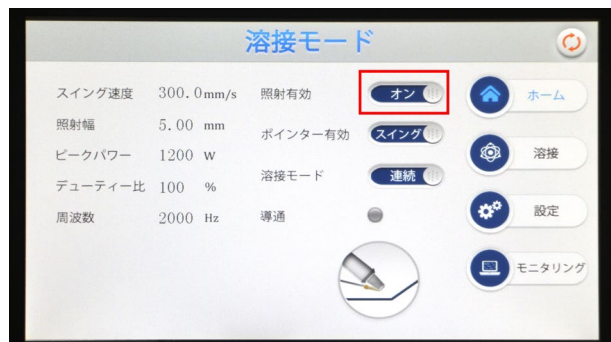 溶接モード
スイング速度 300.0mm/s 照射有効 オン ホーム
照射幅 5.00 mm ポインター有効 スイング
ピークパワー 1200 W 溶接
デューティー比 100 % 溶接モード 連続
周波数 2000 Hz 導通 設定
モニタリング